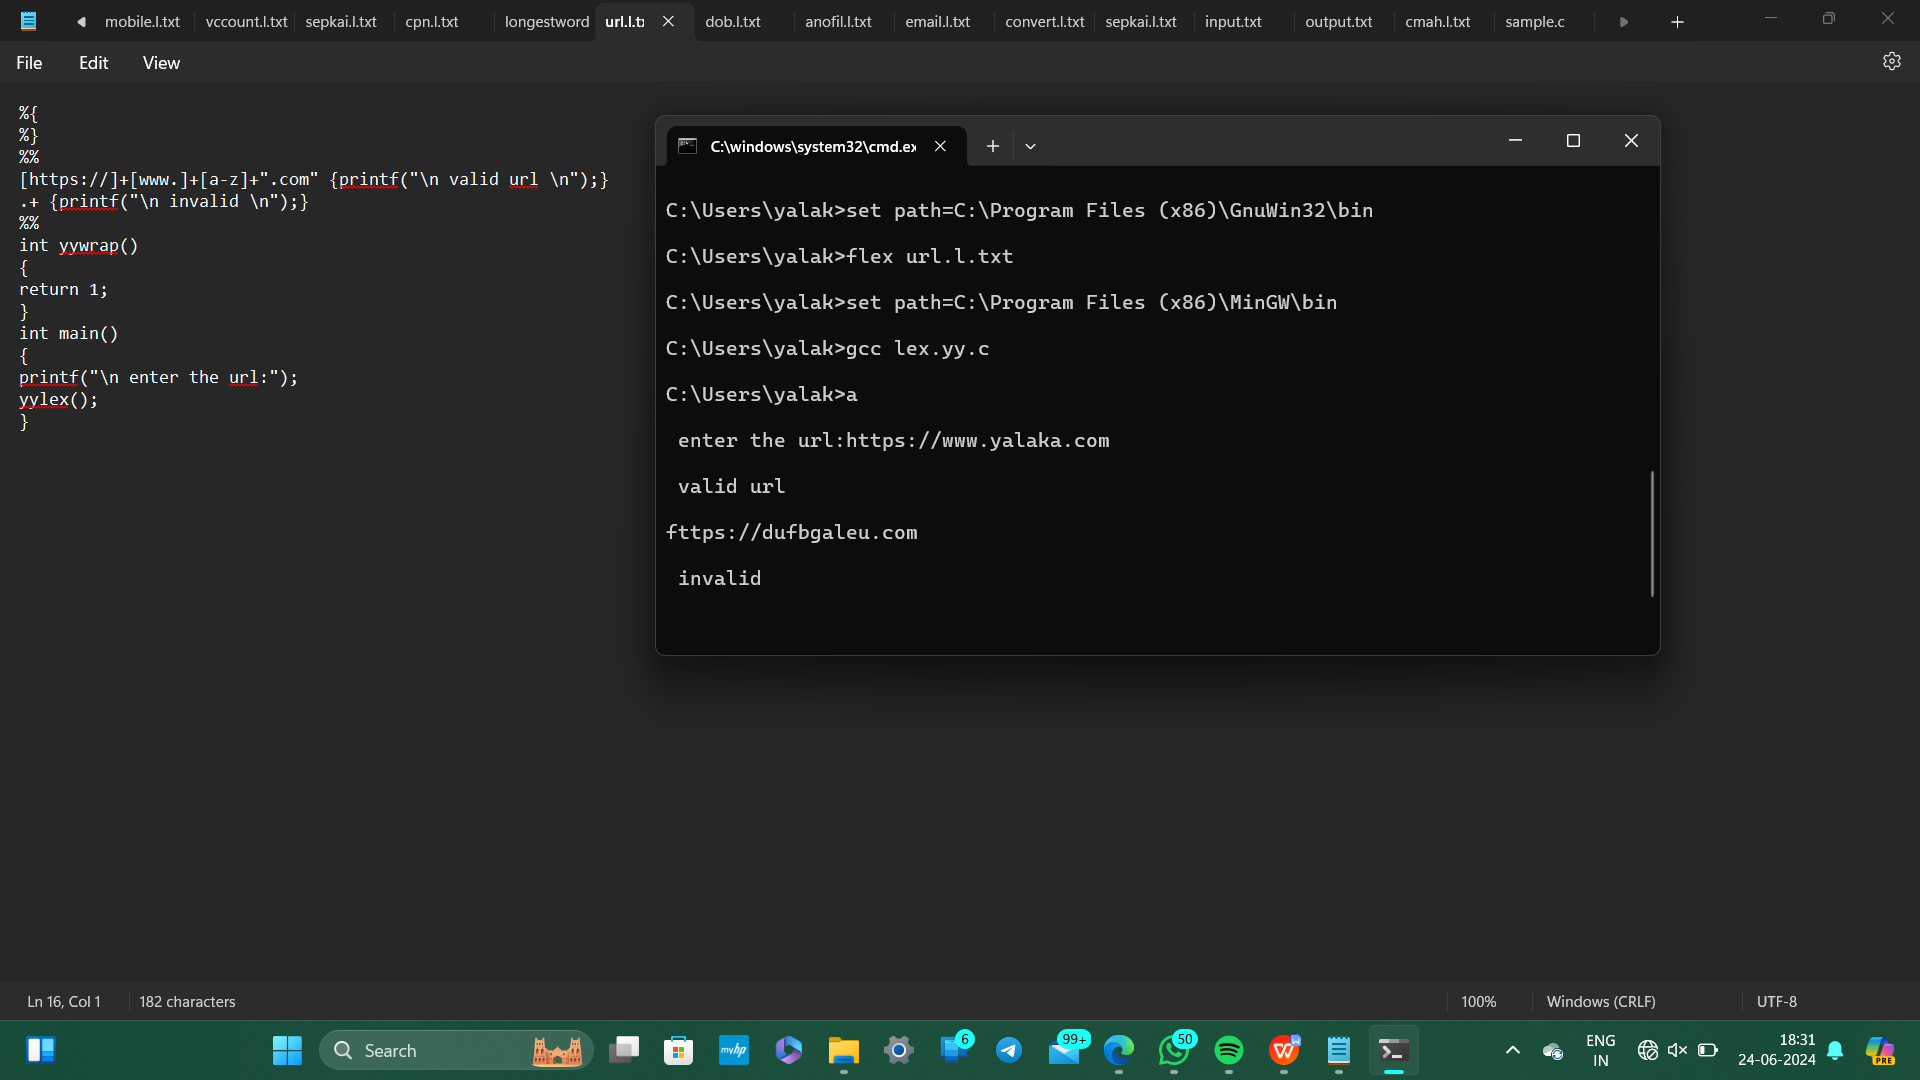 mobile.l.txt vccount.l.txt sepkai.l.txt cpn.l.txt longestword url.l.t dob.l.txt anofil.l.txt email.l.txt convert.l.txt sepkai.l.txt input.txt output.txt cmah.l.txt sample.c
File Edit View
%{
%}
%%
[https://]+[www.]+[a-z]+".com" {printf("\n valid url \n");}
.+ {printf("\n invalid \n");}
%%
int yywrap()
{
return 1;
}
int main()
{
printf("\n enter the url:");
yylex();
}
C:\windows\system32\cmd.ex
C:\Users\yalak>set path=C:\Program Files (x86)\GnuWin32\bin
C:\Users\yalak>flex url.l.txt
C:\Users\yalak>set path=C:\Program Files (x86)\MinGW\bin
C:\Users\yalak>gcc lex.yy.c
C:\Users\yalak>a
enter the url:https://www.yalaka.com
valid url
fttps://dufbgaleu.com
invalid
Ln 16, Col 1 182 characters 100% Windows (CRLF) UTF-8
Search myhp 6 99+ 50 W ENG 18:31 PRE
IN 24-06-2024